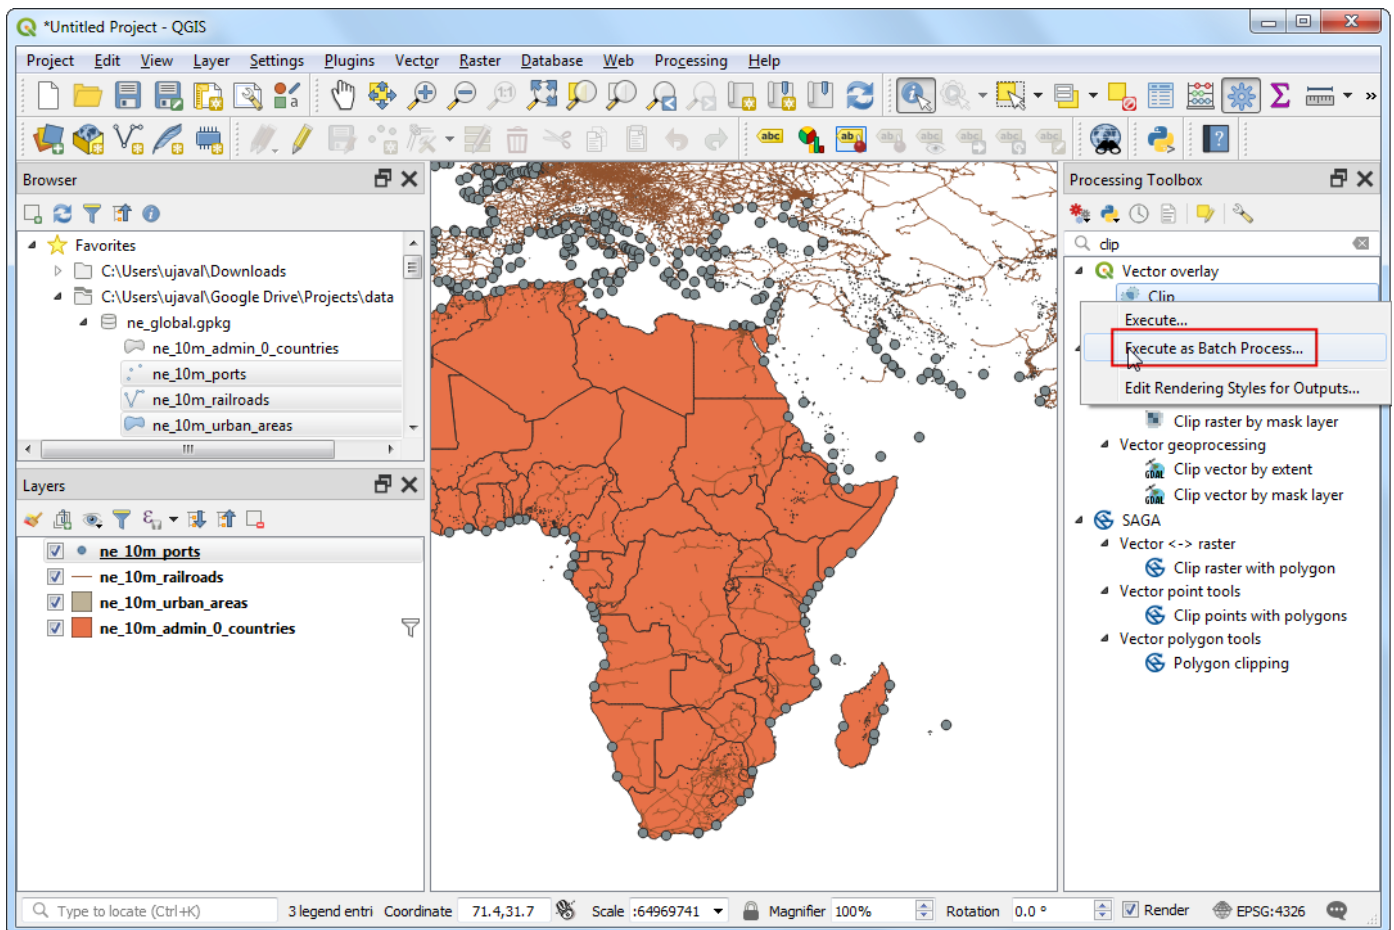 *Untitled Project - QGIS
Project Edit View Layer Settings Plugins Vector Raster Database Web Processing Help
Browser
Favorites
C:\Users\ujaval\Downloads
C:\Users\ujaval\Google Drive\Projects\data
ne_global.gpkg
ne_10m_admin_0_countries
ne_10m_ports
ne_10m_railroads
ne_10m_urban_areas
Layers
ne_10m_ports
ne_10m_railroads
ne_10m_urban_areas
ne_10m_admin_0_countries
Processing Toolbox
clip
Vector overlay
Clip
Execute...
Execute as Batch Process...
Edit Rendering Styles for Outputs...
Clip raster by mask layer
Vector geoprocessing
GDAL Clip vector by extent
GDAL Clip vector by mask layer
SAGA
Vector <-> raster
Clip raster with polygon
Vector point tools
Clip points with polygons
Vector polygon tools
Polygon clipping
Type to locate (Ctrl+K) 3 legend entri Coordinate 71.4,31.7 Scale :64969741 Magnifier 100% Rotation 0.0 ° Render EPSG:4326